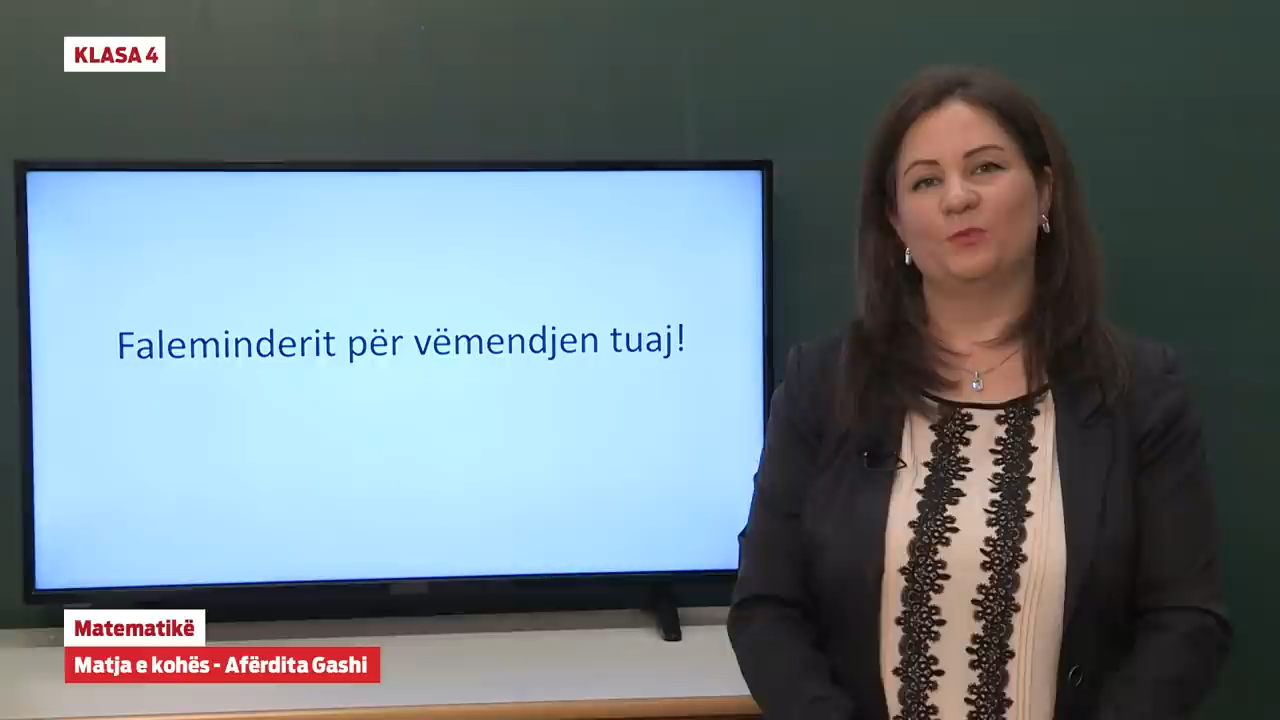 KLASA 4
Faleminderit për vëmendjen tuaj!
Matematikë
Matja e kohës - Afërdita Gashi